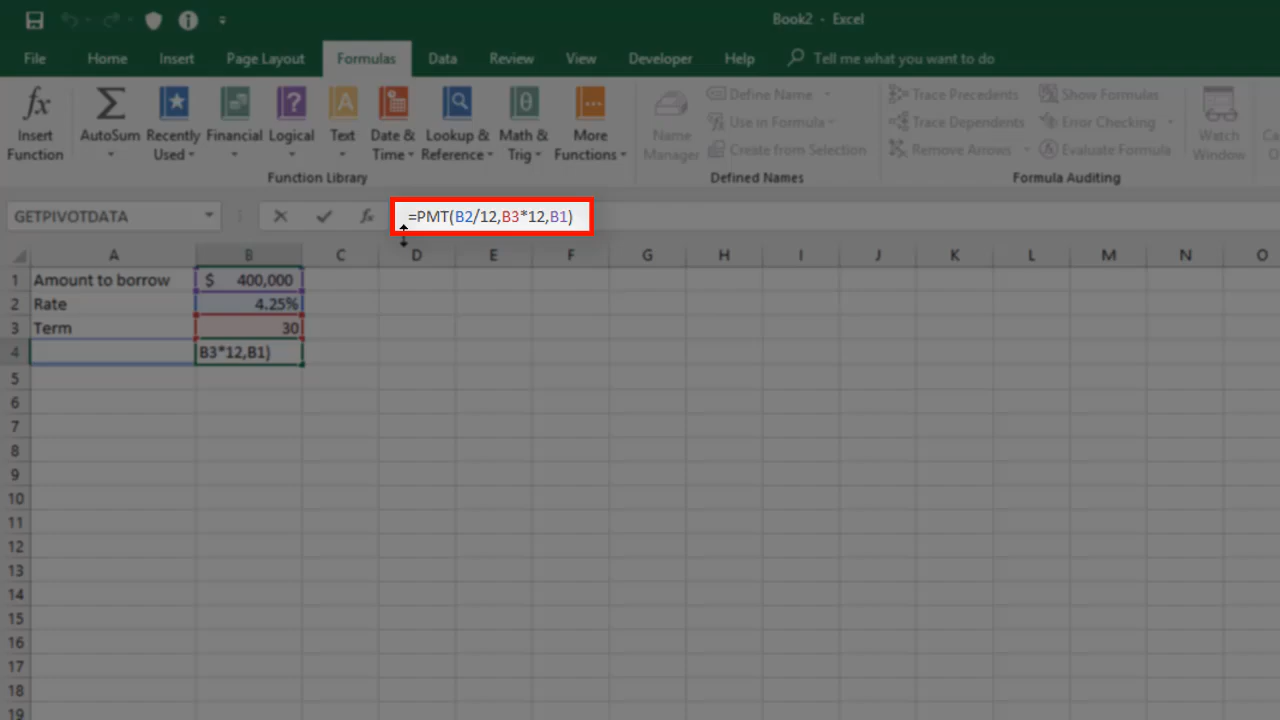 Book2 - Excel
File Home Insert Page Layout Formulas Data Review View Developer Help Tell me what you want to do
fx Σ ? A θ
Insert Function
AutoSum
Recently Used
Financial
Logical
Text
Date & Time
Lookup & Reference
Math & Trig
More Functions
Function Library
Name Manager
Define Name
Use in Formula
Create from Selection
Defined Names
Trace Precedents
Trace Dependents
Remove Arrows
Show Formulas
Error Checking
Evaluate Formula
Formula Auditing
Watch Window
GETPIVOTDATA fx =PMT(B2/12,B3*12,B1)
A B C D E F G H I J K L M N O
1 Amount to borrow $ 400,000
2 Rate 4.25%
3 Term 30
4 B3*12,B1)
5
6
7
8
9
10
11
12
13
14
15
16
17
18
19